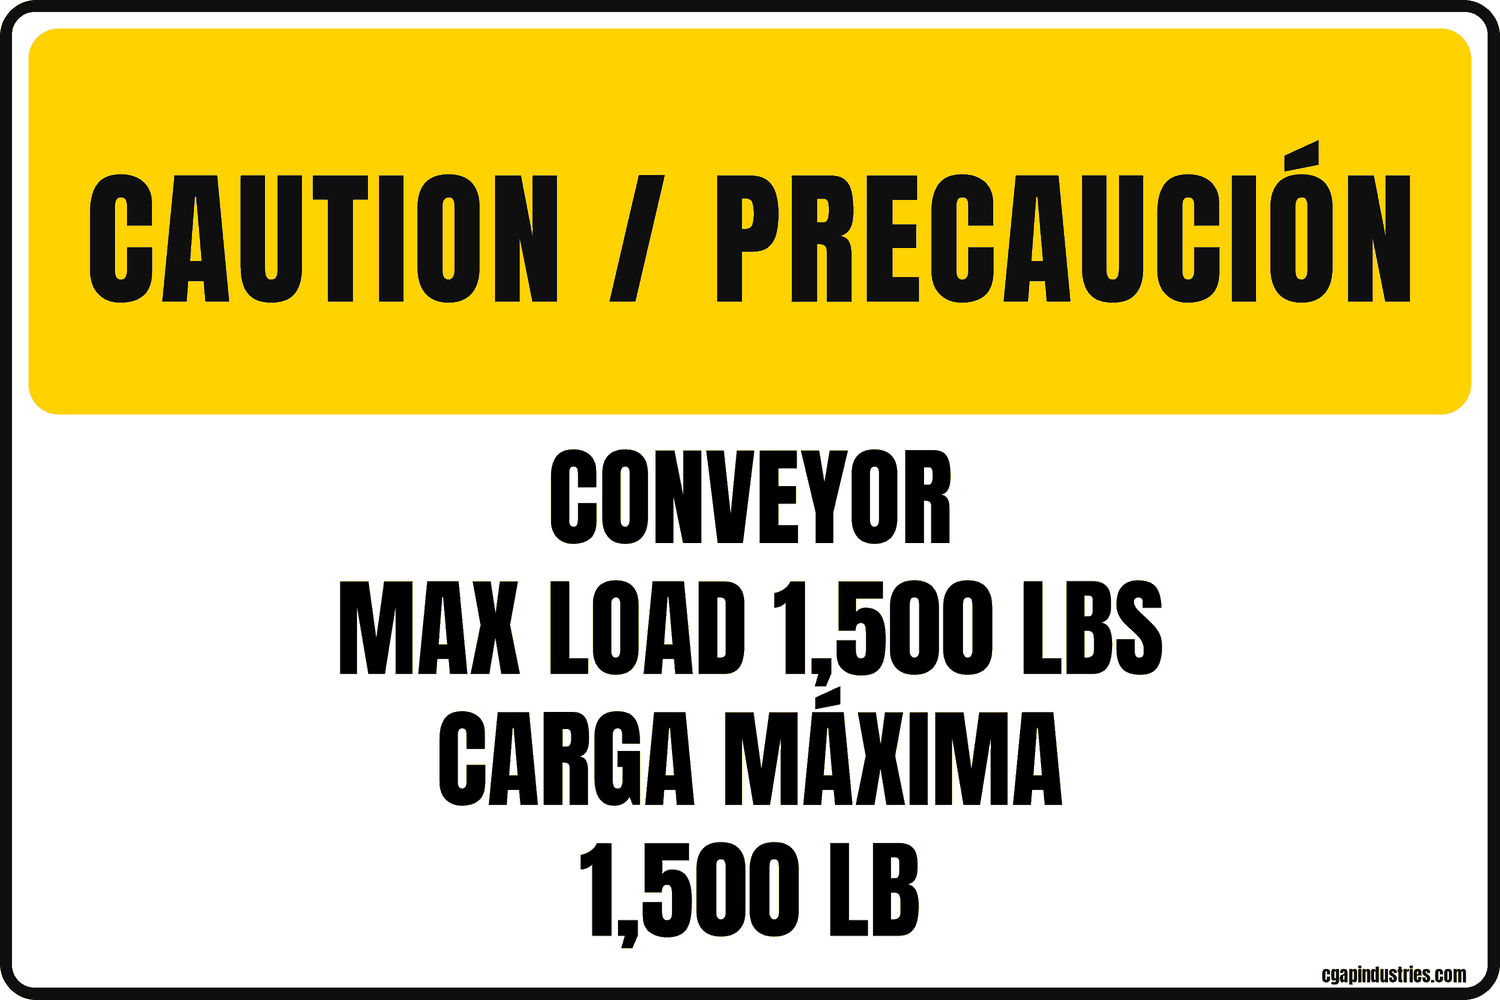 CAUTION / PRECAUCIÓN
CONVEYOR
MAX LOAD 1,500 LBS
CARGA MÁXIMA
1,500 LB
cgapindustries.com